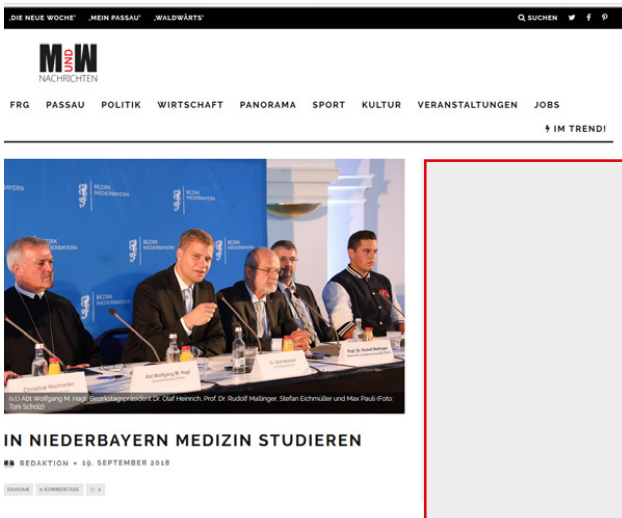 „DIE NEUE WOCHE“ „MEIN PASSAU“ „WALDWÄRTS“ SUCHEN
M UND W
NACHRICHTEN
FRG PASSAU POLITIK WIRTSCHAFT PANORAMA SPORT KULTUR VERANSTALTUNGEN JOBS
IM TREND!
BEZIRK
NIEDERBAYERN
Christine Hochreiter
Abt Wolfgang M. Hagl
Dr. Olaf Heinrich
Prof. Dr. Rudolf Mallinger
(v.l.) Abt Wolfgang M. Hagl, Bezirkstagspräsident Dr. Olaf Heinrich, Prof. Dr. Rudolf Mallinger, Stefan Eichmüller und Max Pauli (Foto:
Toni Scholz)
IN NIEDERBAYERN MEDIZIN STUDIEREN
REDAKTION • 19. SEPTEMBER 2018
0 KOMMENTARE